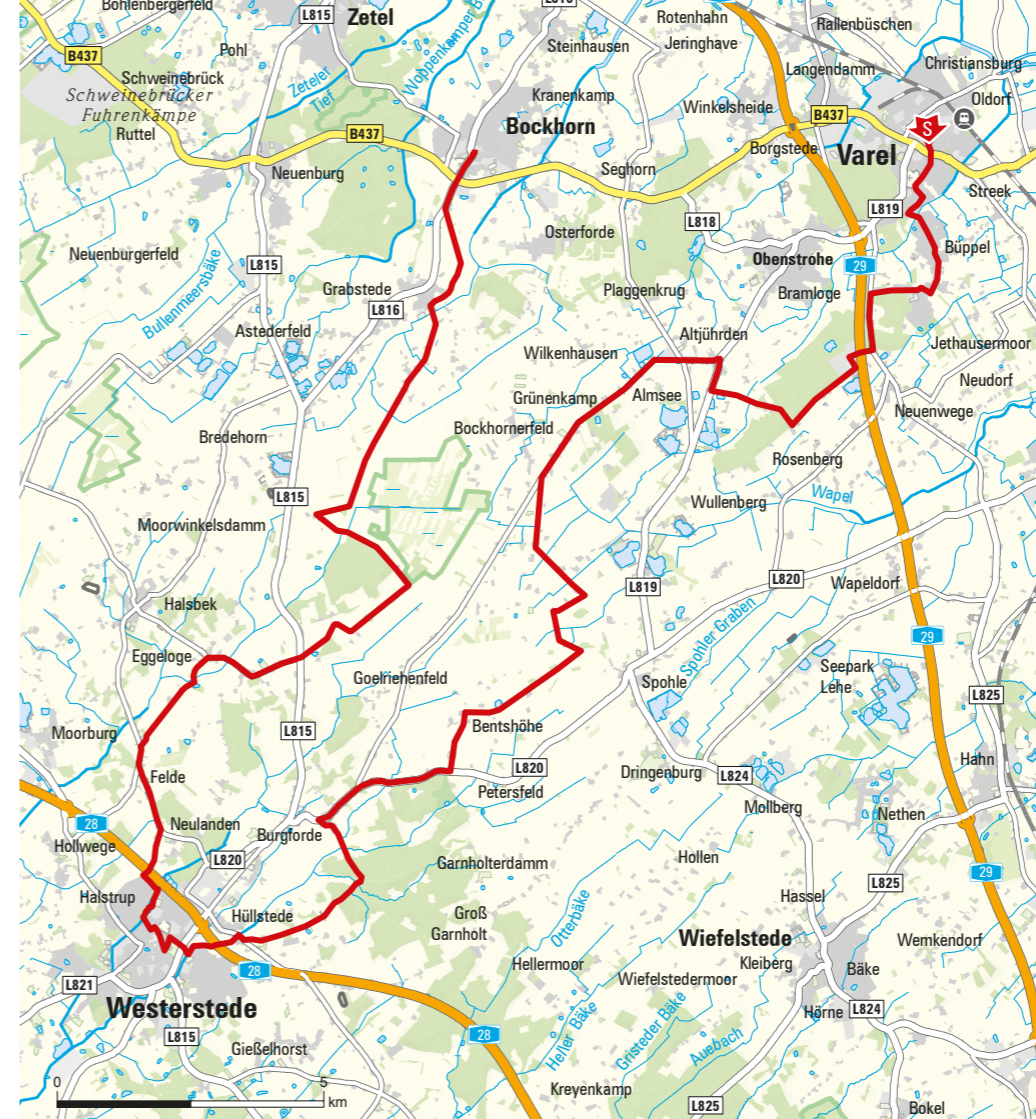 Bohlenbergerfeld
L815
Zetel
L816
Rotenhahn
Rallenbüschen
B437
Pohl
Steinhausen
Jeringhave
Christiansburg
Schweinebrück
Zeteler
Tief
Woppenkamper B
Langendamm
Schweinebrücker
Fuhrenkämpe
Kranenkamp
Winkelsheide
Oldorf
Ruttel
B437
Bockhorn
B437
S
Borgstede
Varel
Neuenburg
Seghorn
Streek
L819
L818
Neuenburgerfeld
L815
Osterforde
Büppel
Obenstrohe
29
Bullenmeersbäke
Grabstede
Plaggenkrug
Bramloge
L816
Astederfeld
Altjührden
Jethausermoor
Wilkenhausen
Neudorf
Grünenkamp
Almsee
Neuenwege
Bredehorn
Bockhornerfeld
Rosenberg
L815
Wapel
Wullenberg
Moorwinkelsdamm
L819
L820
Wapeldorf
Halsbek
Spohler Graben
29
Eggeloge
Goelriehenfeld
Spohle
Seepark
Lehe
L825
Moorburg
L815
Bentshöhe
Felde
L820
Dringenburg
L824
Hahn
Petersfeld
28
Neulanden
Burgforde
Mollberg
Nethen
Hollwege
L820
Garnholterdamm
Hollen
29
L825
Halstrup
Hüllstede
Groß
Garnholt
Otterbäke
Hassel
Wiefelstede
Wemkendorf
28
Hellermoor
Kleiberg
Bäke
L821
Wiefelstedermoor
Westerstede
Hörne
L824
L815
28
Heller Bäke
Gristeder Bäke
Auebach
Gießelhorst
0
5
km
Kreyenkamp
L825
Bokel